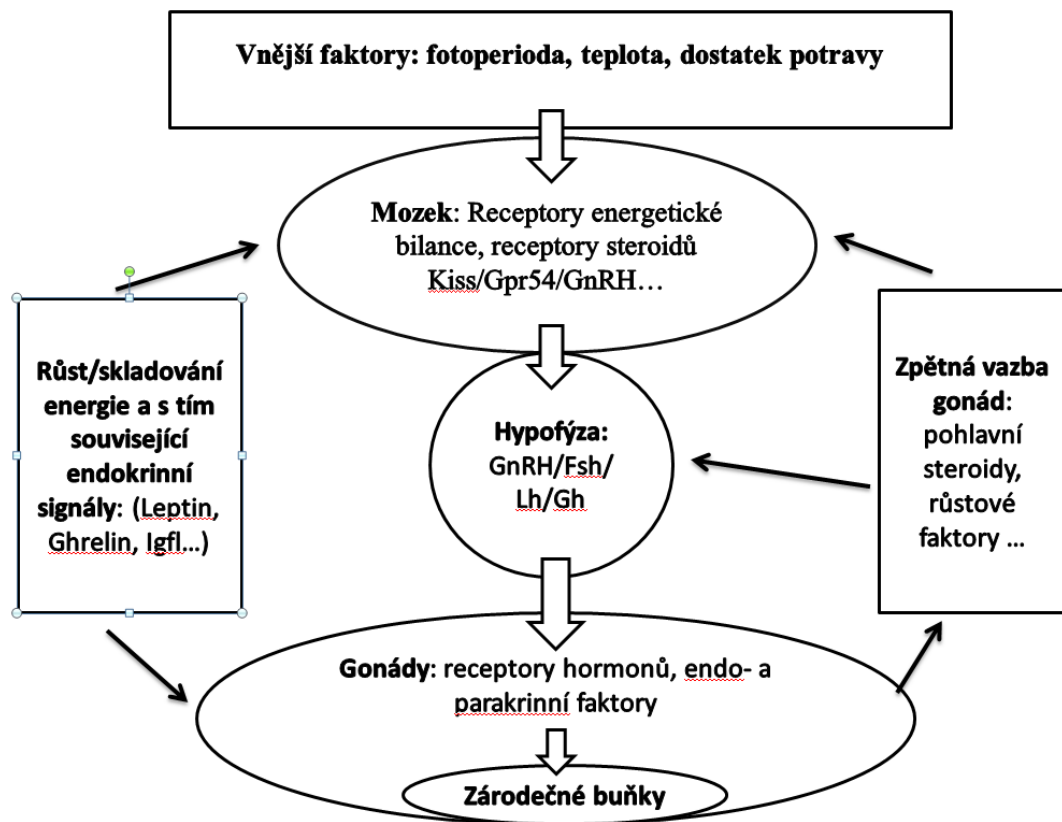 Vnější faktory: fotoperioda, teplota, dostatek potravy
Mozek: Receptory energetické
bilance, receptory steroidů
Kiss/Gpr54/GnRH…
Růst/skladování
energie a s tím
související
endokrinní
signály: (Leptin,
Ghrelin, Igfl…)
Hypofýza:
GnRH/Fsh/
Lh/Gh
Zpětná vazba
gonád:
pohlavní
steroidy,
růstové
faktory …
Gonády: receptory hormonů, endo- a
parakrinní faktory
Zárodečné buňky